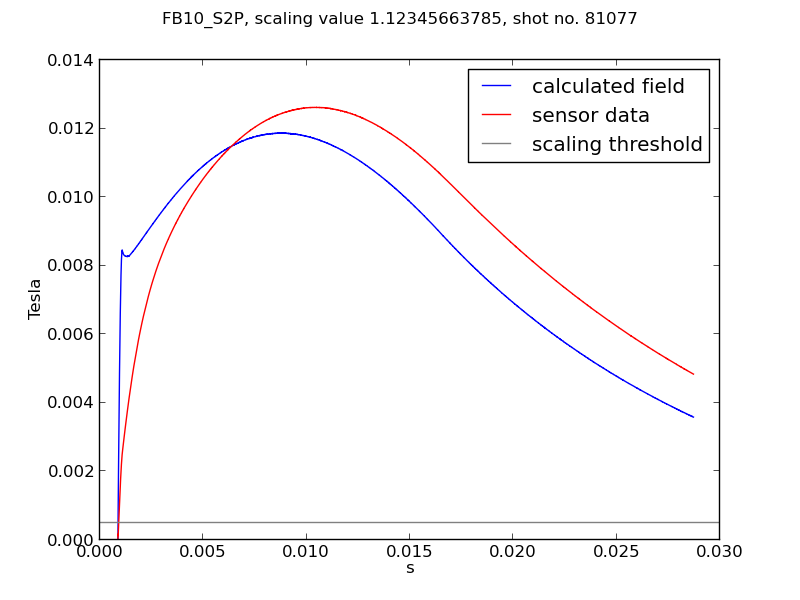 FB10_S2P, scaling value 1.12345663785, shot no. 81077
calculated field
sensor data
scaling threshold
0.014
0.012
0.010
0.008
0.006
0.004
0.002
0.000
Tesla
0.000 0.005 0.010 0.015 0.020 0.025 0.030
s